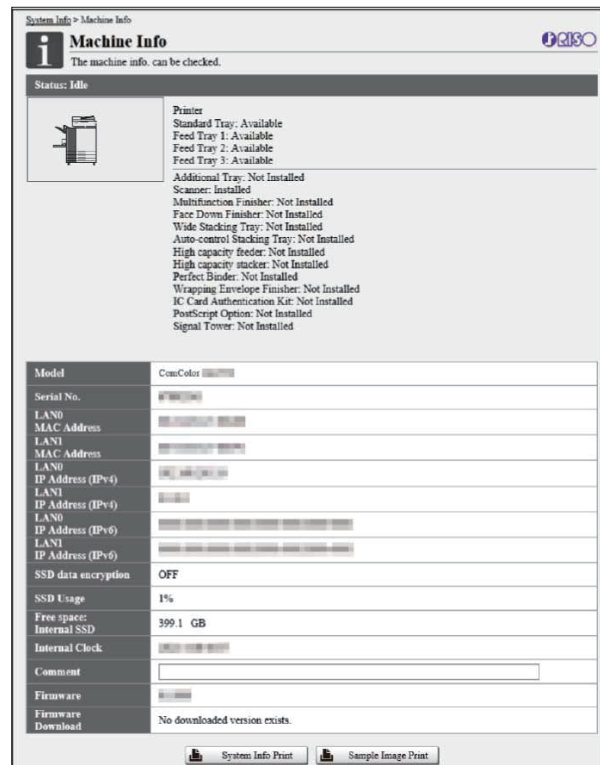 System Info > Machine Info
Machine Info
RISO
The machine info. can be checked.
Status: Idle
Printer
Standard Tray: Available
Feed Tray 1: Available
Feed Tray 2: Available
Feed Tray 3: Available
Additional Tray: Not Installed
Scanner: Installed
Multifunction Finisher: Not Installed
Face Down Finisher: Not Installed
Wide Stacking Tray: Not Installed
Auto-control Stacking Tray: Not Installed
High capacity feeder: Not Installed
High capacity stacker: Not Installed
Perfect Binder: Not Installed
Wrapping Envelope Finisher: Not Installed
IC Card Authentication Kit: Not Installed
PostScript Option: Not Installed
Signal Tower: Not Installed
Model ComColor
Serial No.
LAN0
MAC Address
LAN1
MAC Address
LAN0
IP Address (IPv4)
LAN1
IP Address (IPv4)
LAN0
IP Address (IPv6)
LAN1
IP Address (IPv6)
SSD data encryption OFF
SSD Usage 1%
Free space:
Internal SSD 399.1 GB
Internal Clock
Comment
Firmware
Firmware
Download No downloaded version exists.
System Info Print Sample Image Print